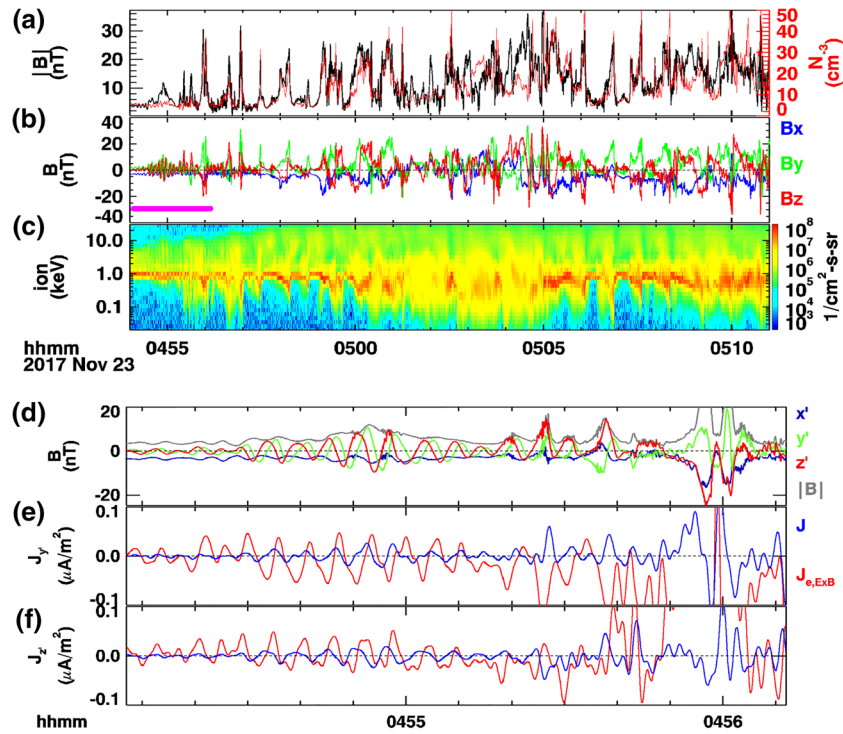 (a)
30
20
10
|B|
(nT)
50
40
30
20
10
0
N⁻³
(cm⁻³)
(b)
40
20
0
-20
-40
B
(nT)
Bx
By
Bz
(c)
10.0
1.0
0.1
ion
(keV)
10⁸
10⁷
10⁶
10⁵
10⁴
10³
1/cm²-s-sr
hhmm 0455 0500 0505 0510
2017 Nov 23
(d)
20
0
-20
B
(nT)
x'
y'
z'
|B|
(e)
0.1
0.0
-0.1
Jy
(μA/m²)
J
Je,ExB
(f)
0.1
0.0
-0.1
Jz'
(μA/m²)
hhmm 0455 0456